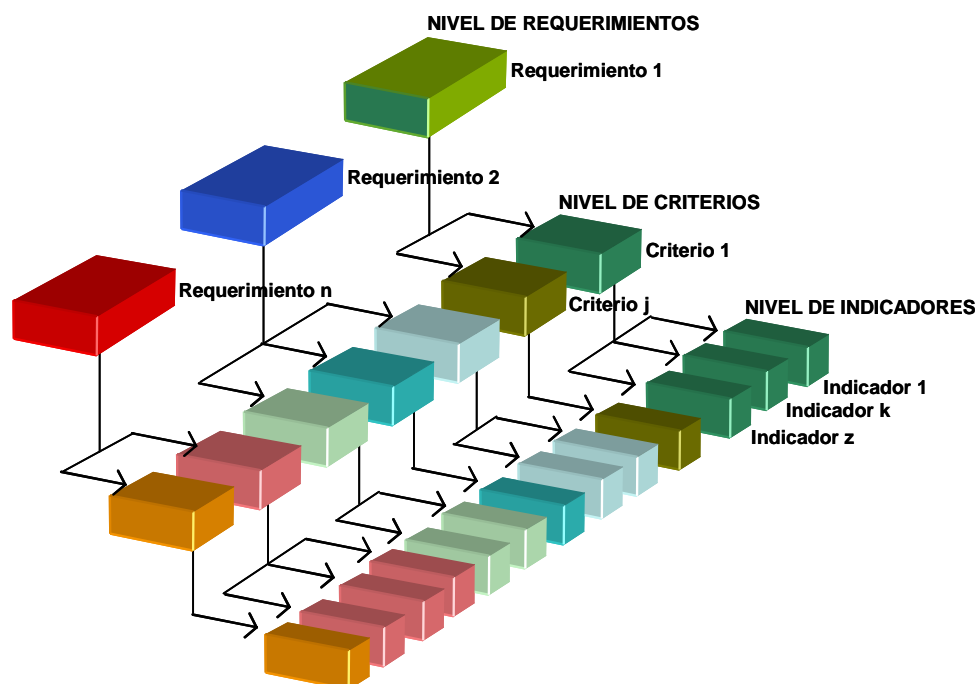 NIVEL DE REQUERIMIENTOS
Requerimiento 1
Requerimiento 2
Requerimiento n
NIVEL DE CRITERIOS
Criterio 1
Criterio j
NIVEL DE INDICADORES
Indicador 1
Indicador k
Indicador z